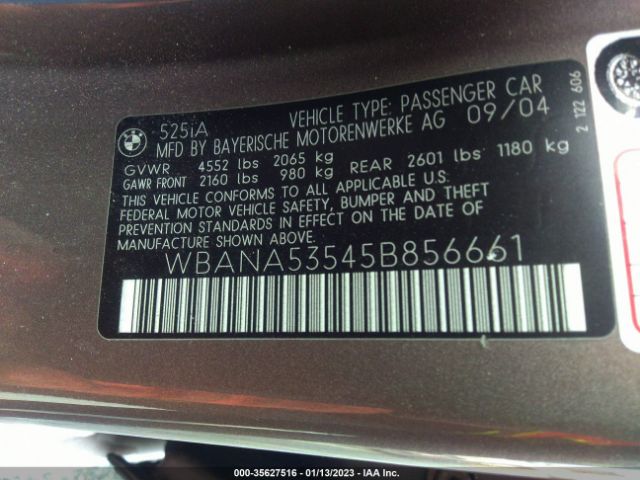 525iA VEHICLE TYPE: PASSENGER CAR
MFD BY BAYERISCHE MOTORENWERKE AG 09/04
GVWR 4552 lbs 2065 kg
GAWR FRONT 2160 lbs 980 kg REAR 2601 lbs 1180 kg
THIS VEHICLE CONFORMS TO ALL APPLICABLE U.S.
FEDERAL MOTOR VEHICLE SAFETY, BUMPER AND THEFT
PREVENTION STANDARDS IN EFFECT ON THE DATE OF
MANUFACTURE SHOWN ABOVE.
WBANA53545B856661
2 122 606
000-35627516 - 01/13/2023 - IAA Inc.